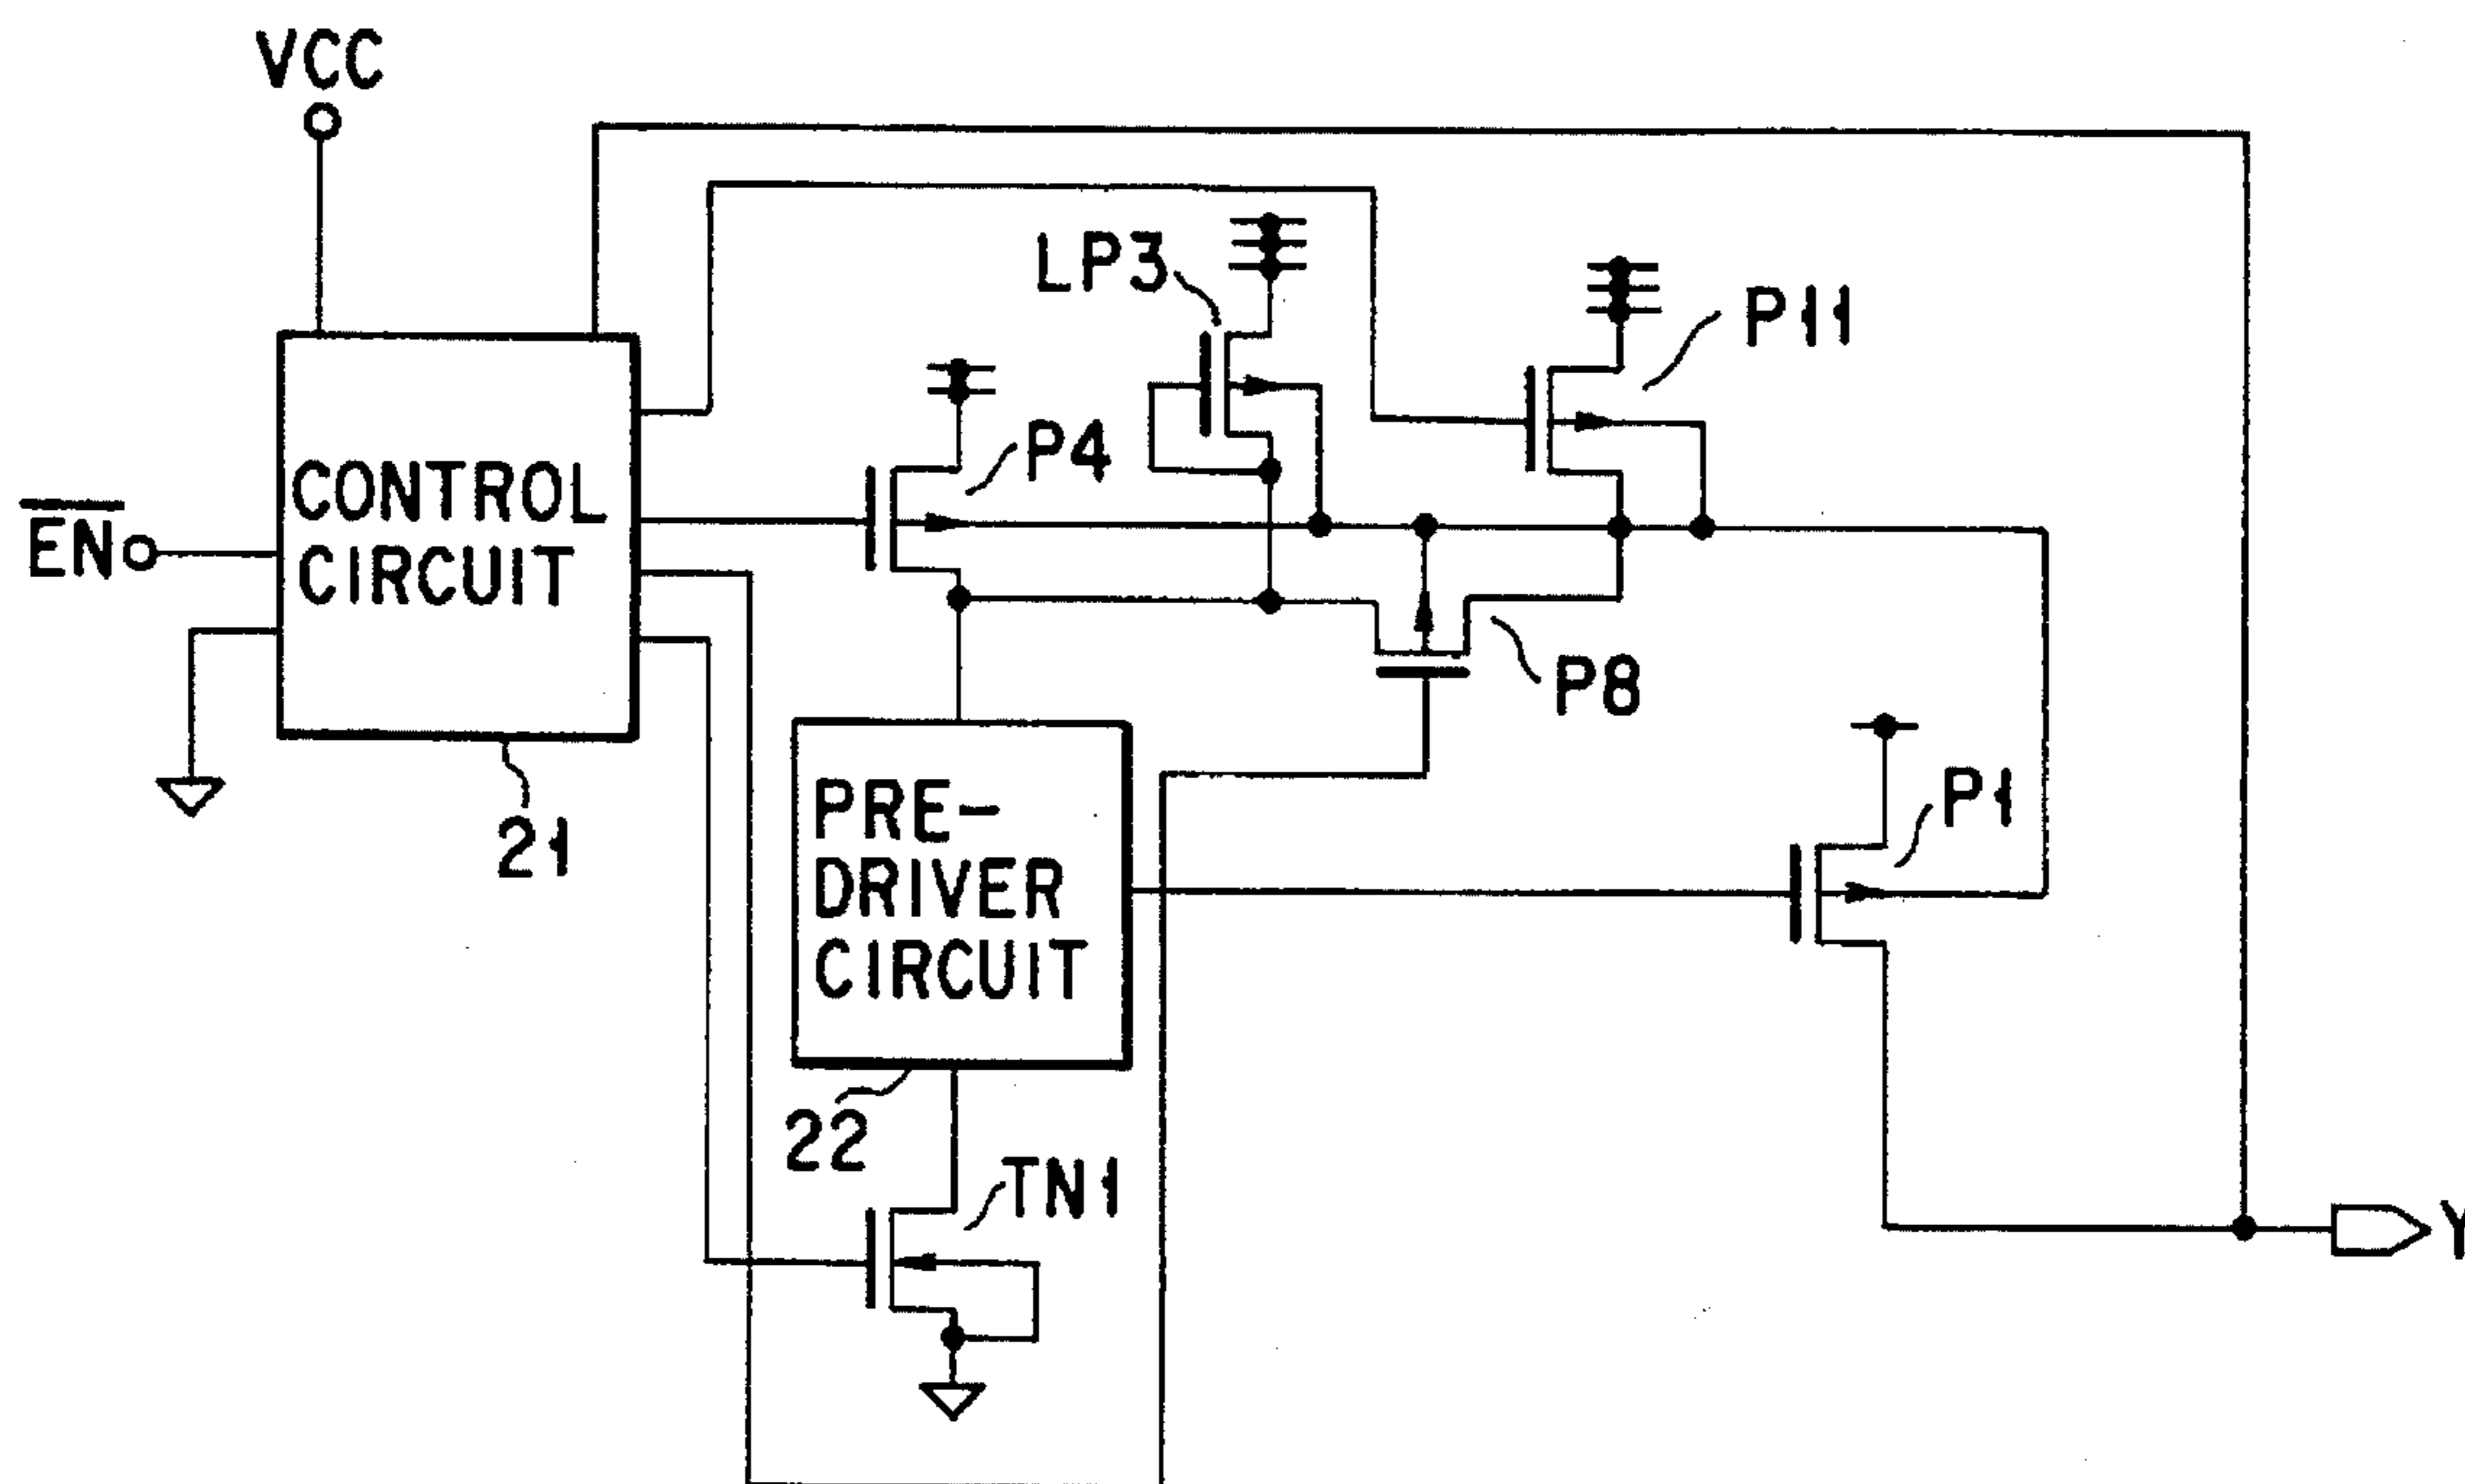 VCC
LP3
P11
P4
CONTROL
CIRCUIT
EN
P8
P1
21
PRE-
DRIVER
CIRCUIT
22
TN1
Y